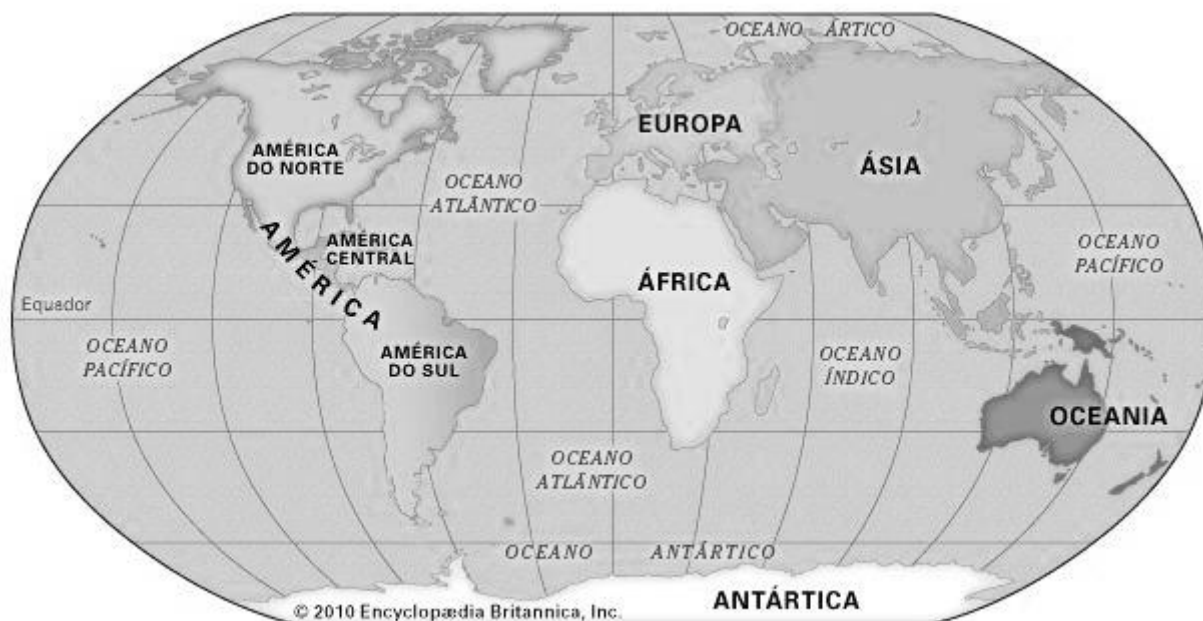 OCEANO ÁRTICO
EUROPA
ÁSIA
AMÉRICA
DO NORTE
OCEANO
ATLÂNTICO
AMÉRICA
CENTRAL
AMÉRICA
OCEANO
PACÍFICO
ÁFRICA
Equador
OCEANO
PACÍFICO
AMÉRICA
DO SUL
OCEANO
ÍNDICO
OCEANIA
OCEANO
ATLÂNTICO
OCEANO ANTÁRTICO
ANTÁRTICA
© 2010 Encyclopædia Britannica, Inc.